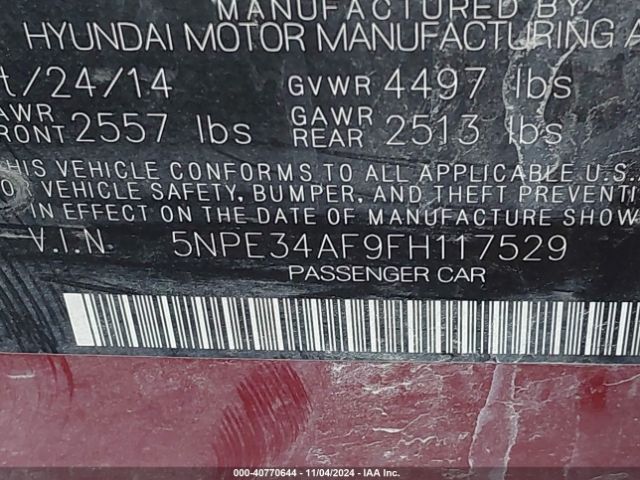 MANUFACTURED BY
HYUNDAI MOTOR MANUFACTURING A
/24/14 GVWR 4497 lbs
AWR FRONT 2557 lbs GAWR REAR 2513 lbs
THIS VEHICLE CONFORMS TO ALL APPLICABLE U.S.
VEHICLE SAFETY, BUMPER, AND THEFT PREVENTI
IN EFFECT ON THE DATE OF MANUFACTURE SHOW
V.I.N. 5NPE34AF9FH117529
PASSENGER CAR
000-40770644 - 11/04/2024 - IAA Inc.